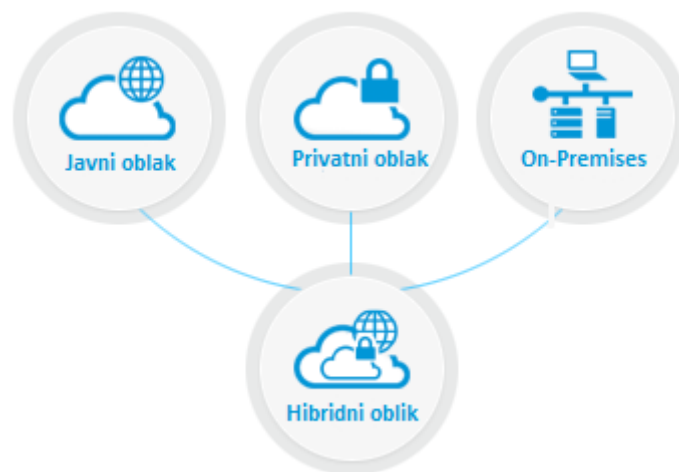 Javni oblak
Privatni oblak
On-Premises
Hibridni oblik